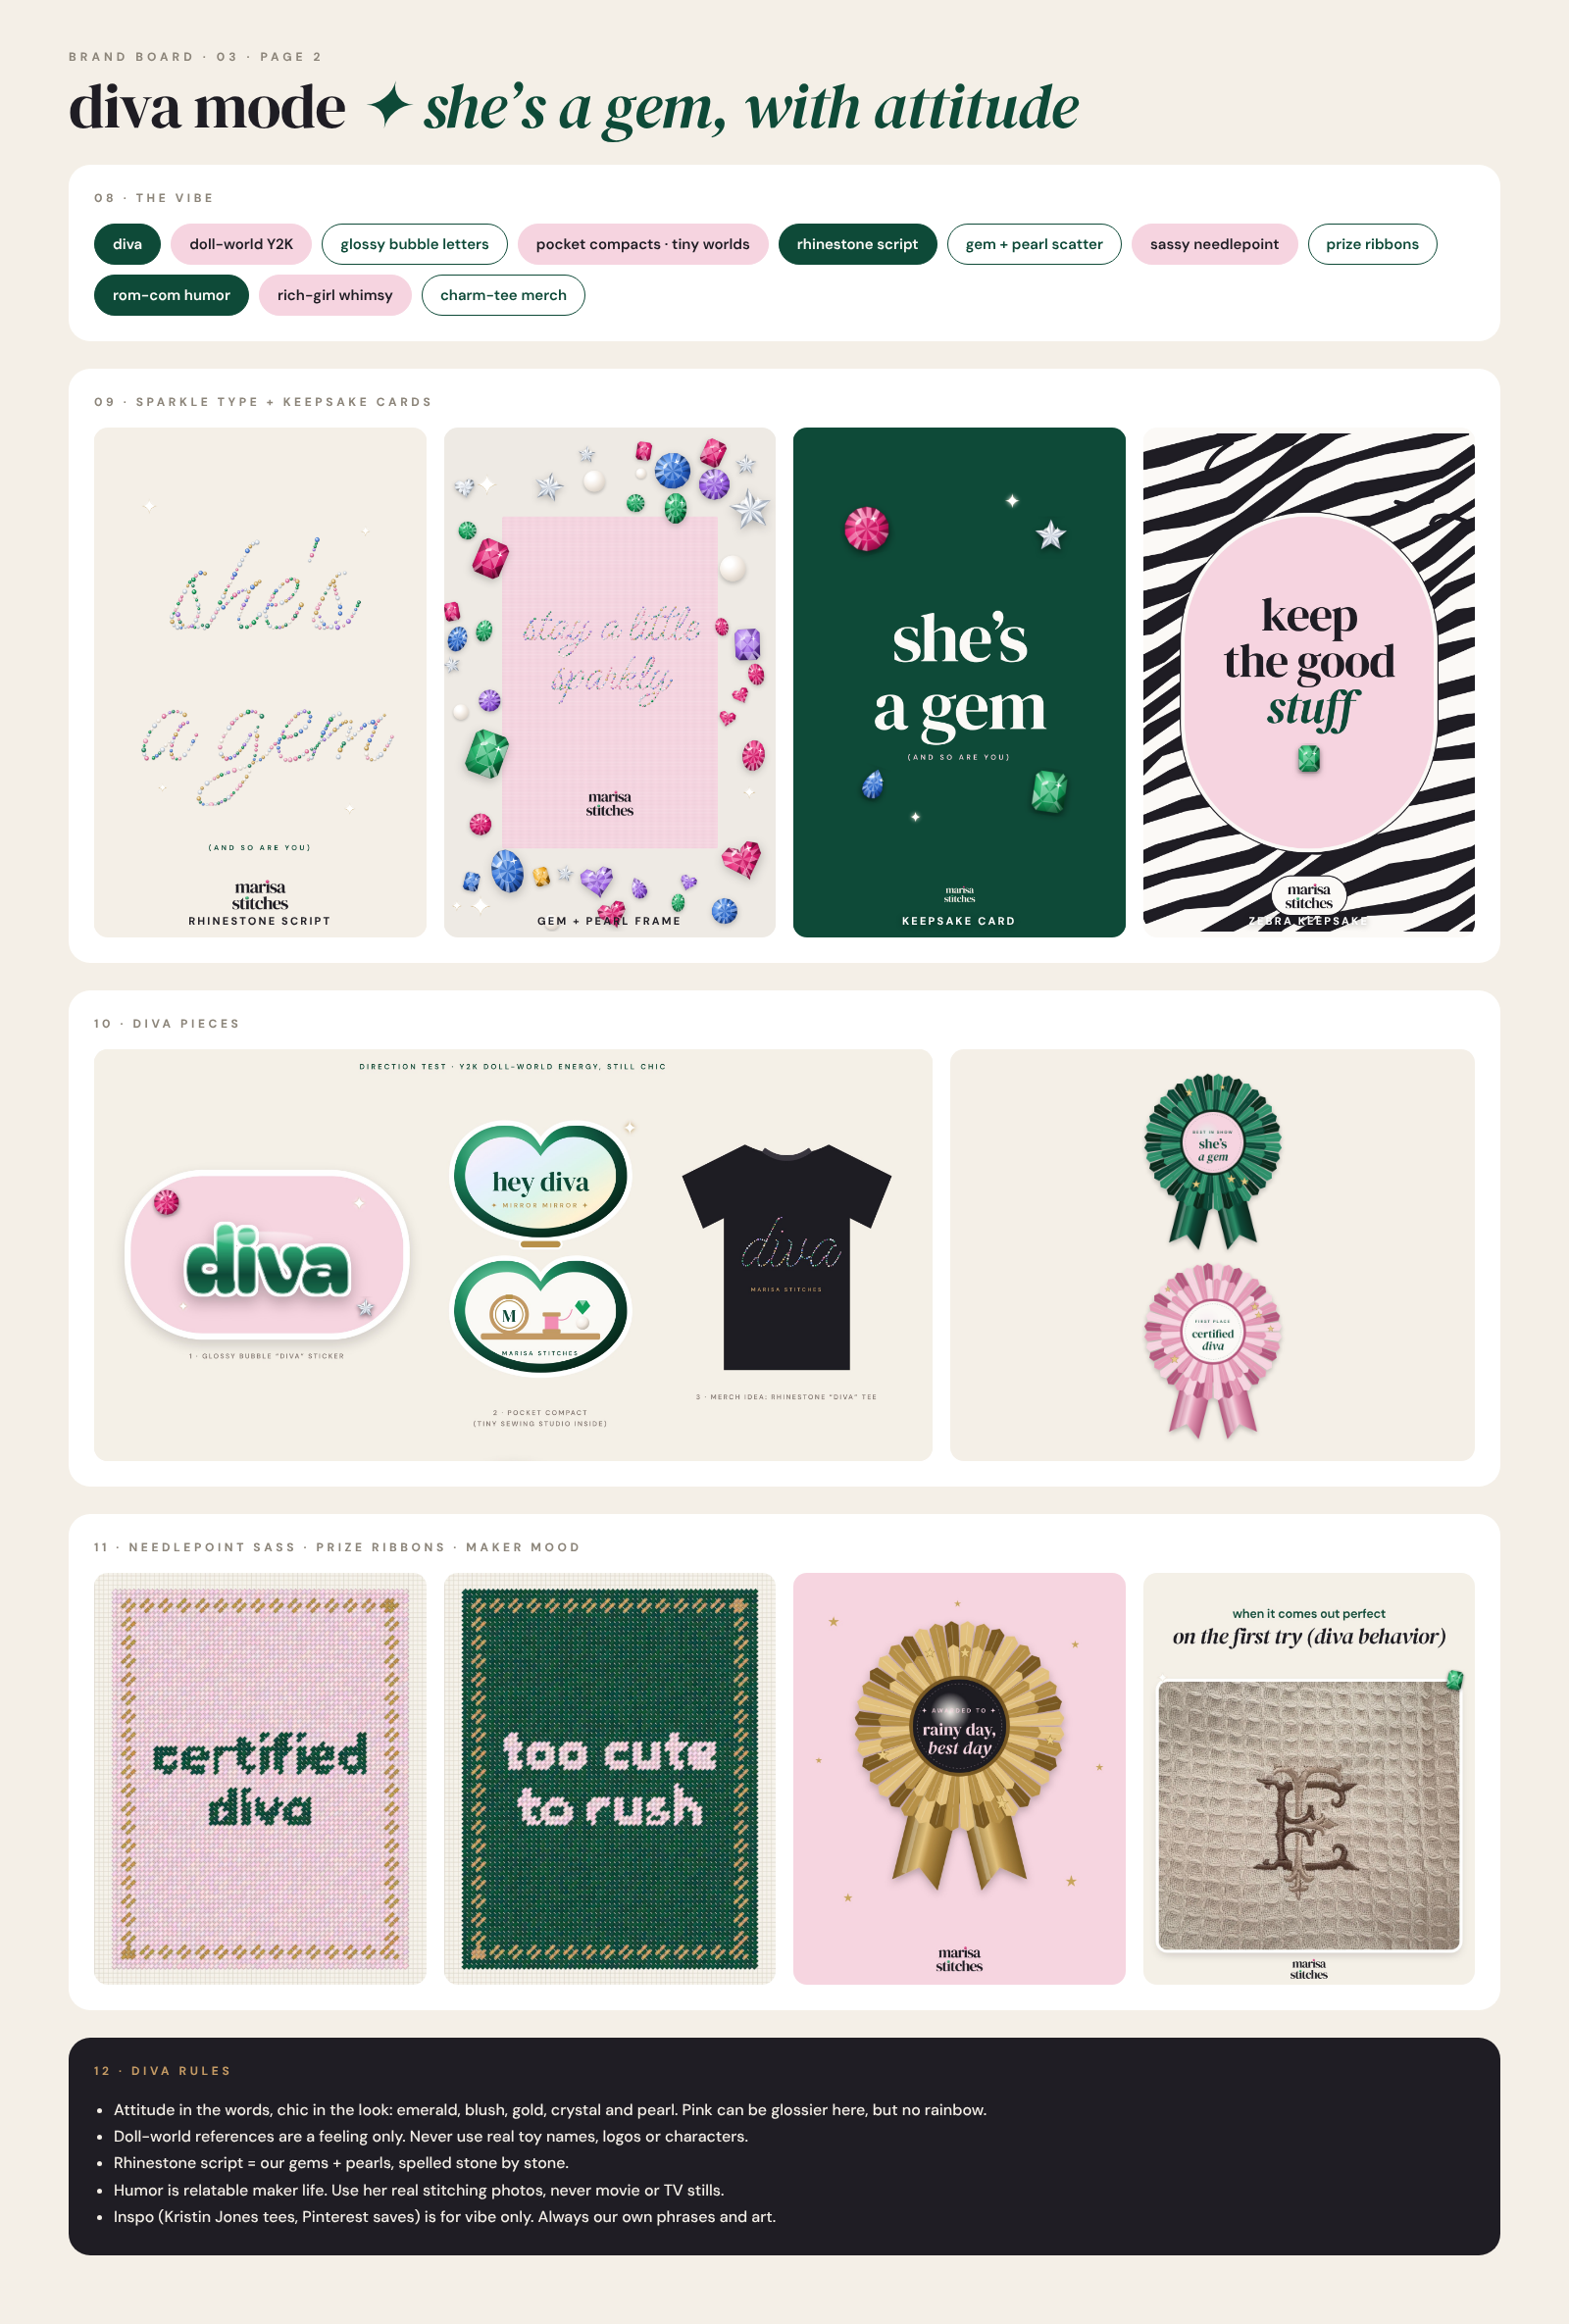 BRAND BOARD · 03 · PAGE 2
diva mode ✦ she's a gem, with attitude
08 · THE VIBE
diva
doll-world Y2K
glossy bubble letters
pocket compacts · tiny worlds
rhinestone script
gem + pearl scatter
sassy needlepoint
prize ribbons
rom-com humor
rich-girl whimsy
charm-tee merch
09 · SPARKLE TYPE + KEEPSAKE CARDS
she's
a gem
(AND SO ARE YOU)
marisa
stitches
RHINESTONE SCRIPT
stay a little
sparkly
marisa
stitches
GEM + PEARL FRAME
she's
a gem
(AND SO ARE YOU)
marisa
stitches
KEEPSAKE CARD
keep
the good
stuff
marisa
stitches
ZEBRA KEEPSAKE
10 · DIVA PIECES
DIRECTION TEST · Y2K DOLL-WORLD ENERGY, STILL CHIC
diva
1 · GLOSSY BUBBLE "DIVA" STICKER
hey diva
✦ MIRROR MIRROR ✦
M
MARISA STITCHES
2 · POCKET COMPACT
(TINY SEWING STUDIO INSIDE)
diva
MARISA STITCHES
3 · MERCH IDEA: RHINESTONE "DIVA" TEE
BEST IN SHOW
she's
a gem
FIRST PLACE
certified
diva
11 · NEEDLEPOINT SASS · PRIZE RIBBONS · MAKER MOOD
certified
diva
too cute
to rush
✦ AWARDED TO ✦
rainy day,
best day
marisa
stitches
when it comes out perfect
on the first try (diva behavior)
E
marisa
stitches
12 · DIVA RULES
• Attitude in the words, chic in the look: emerald, blush, gold, crystal and pearl. Pink can be glossier here, but no rainbow.
• Doll-world references are a feeling only. Never use real toy names, logos or characters.
• Rhinestone script = our gems + pearls, spelled stone by stone.
• Humor is relatable maker life. Use her real stitching photos, never movie or TV stills.
• Inspo (Kristin Jones tees, Pinterest saves) is for vibe only. Always our own phrases and art.